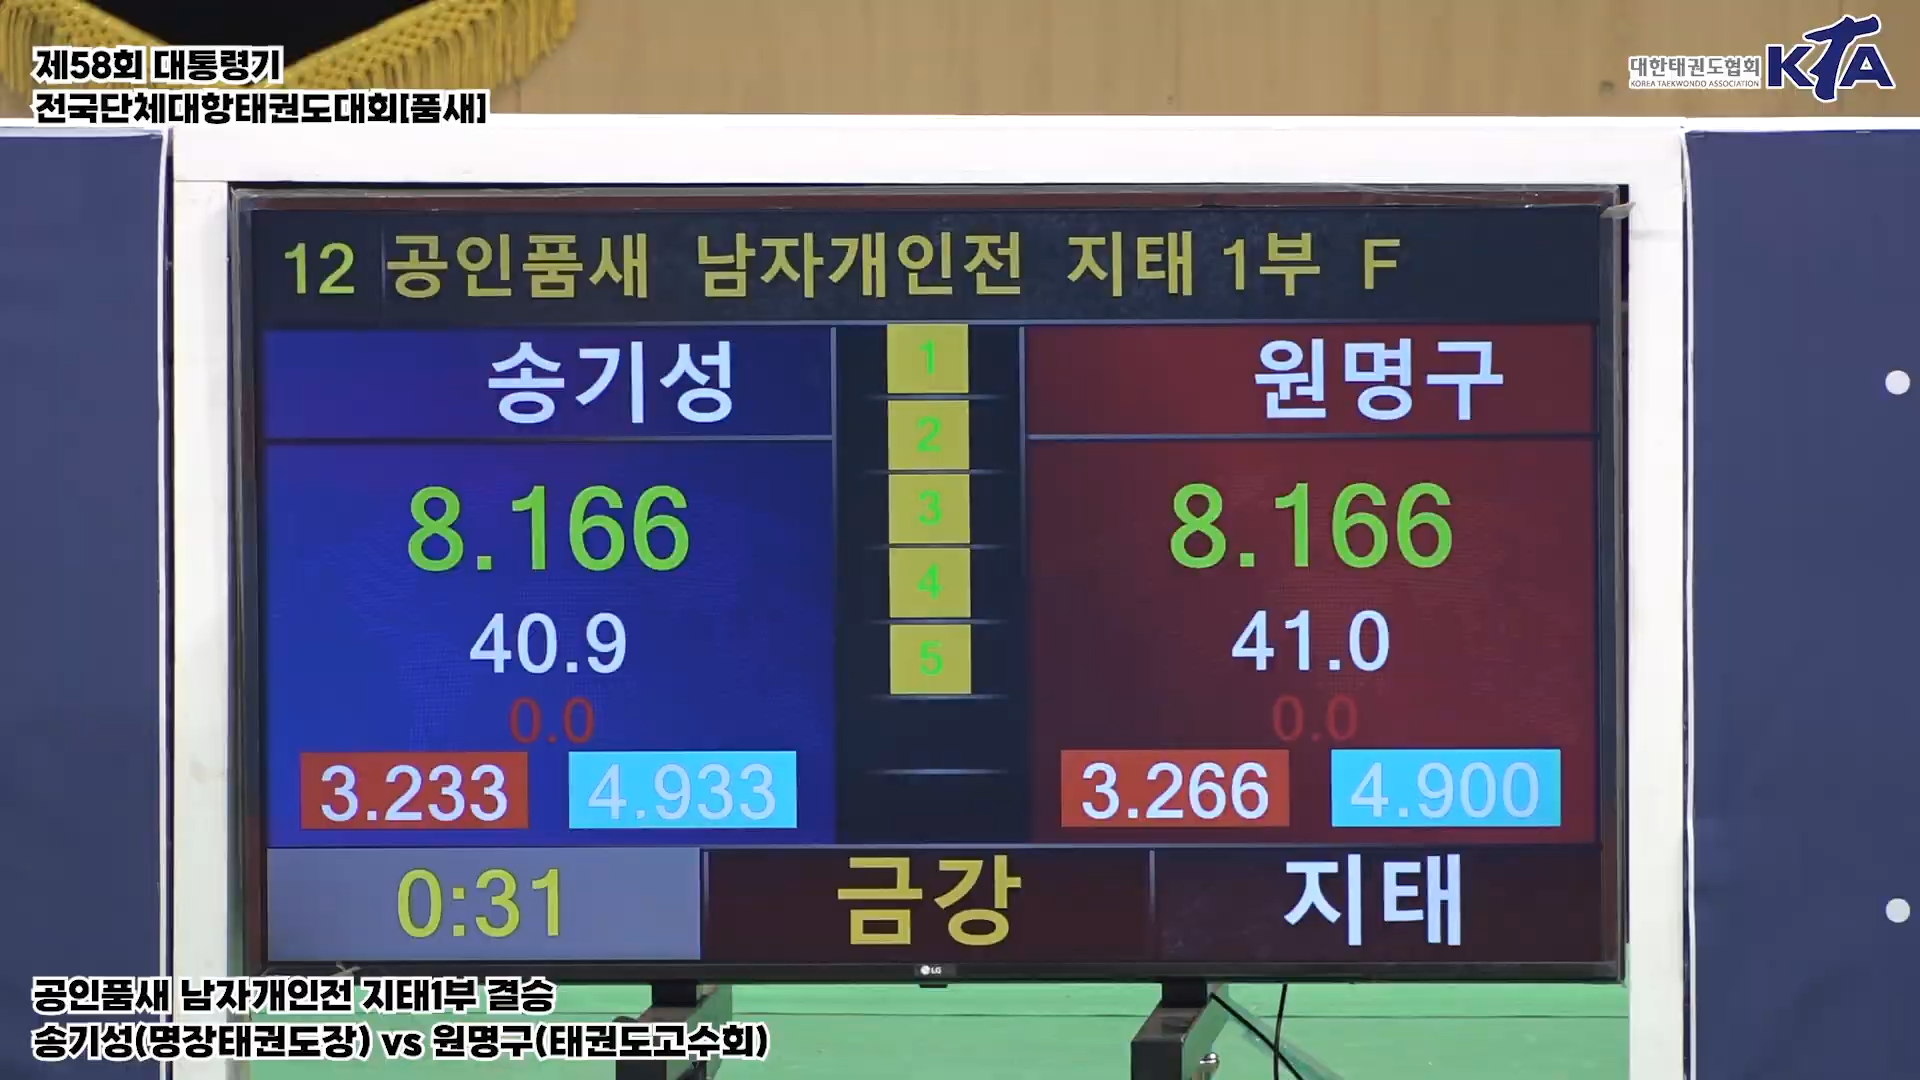 제58회 대통령기
전국단체대항태권도대회[품새]
대한태권도협회
KOREA TAEKWONDO ASSOCIATION
KTA
12 공인품새 남자개인전 지태 1부 F
송기성
원명구
8.166
8.166
40.9
41.0
0.0
0.0
3.233 4.933
3.266 4.900
1
2
3
4
5
0:31 금강 지태
LG
공인품새 남자개인전 지태1부 결승
송기성(명장태권도장) vs 원명구(태권도고수회)